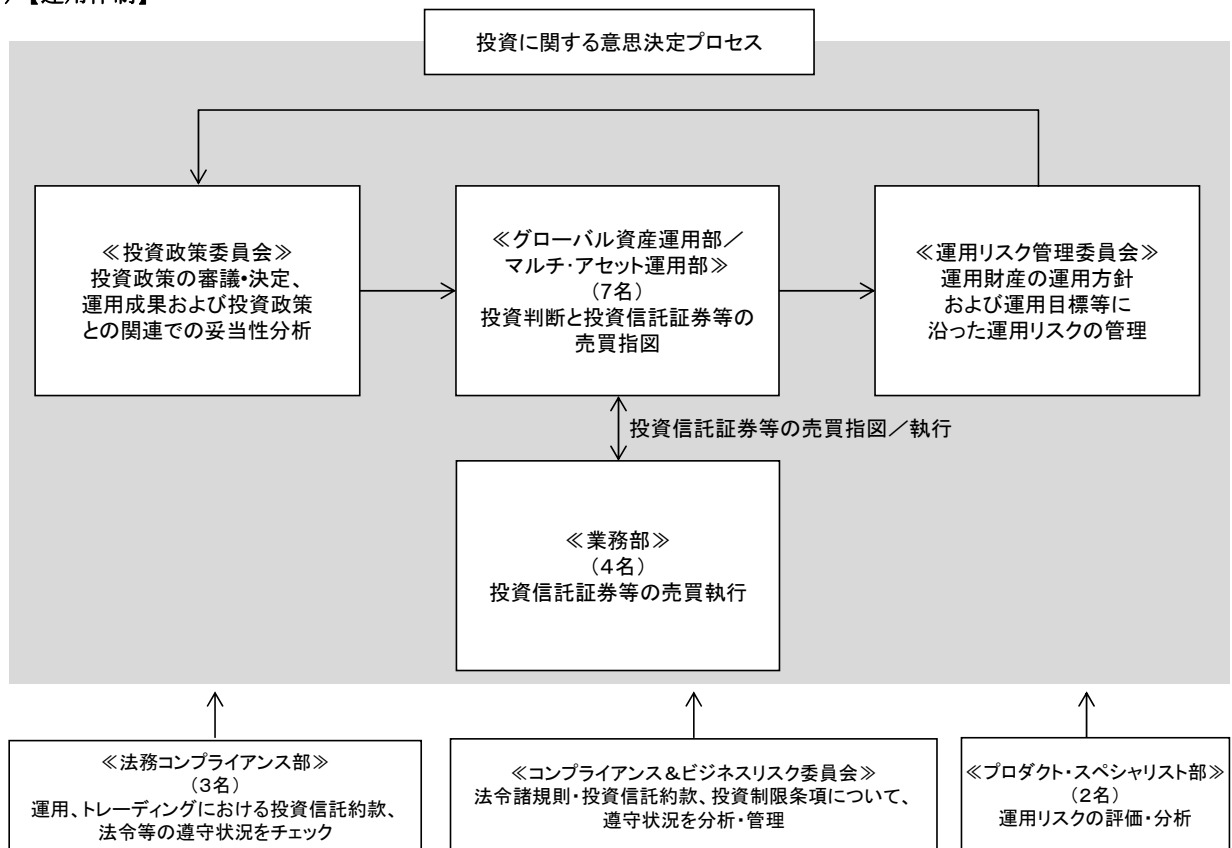 【運用体制】
投資に関する意思決定プロセス
≪投資政策委員会≫
投資政策の審議・決定、
運用成果および投資政策
との関連での妥当性分析
≪グローバル資産運用部／
マルチ・アセット運用部≫
（7名）
投資判断と投資信託証券等の
売買指図
≪運用リスク管理委員会≫
運用財産の運用方針
および運用目標等に
沿った運用リスクの管理
投資信託証券等の売買指図／執行
≪業務部≫
（4名）
投資信託証券等の売買執行
≪法務コンプライアンス部≫
（3名）
運用、トレーディングにおける投資信託約款、
法令等の遵守状況をチェック
≪コンプライアンス＆ビジネスリスク委員会≫
法令諸規則・投資信託約款、投資制限条項について、
遵守状況を分析・管理
≪プロダクト・スペシャリスト部≫
（2名）
運用リスクの評価・分析